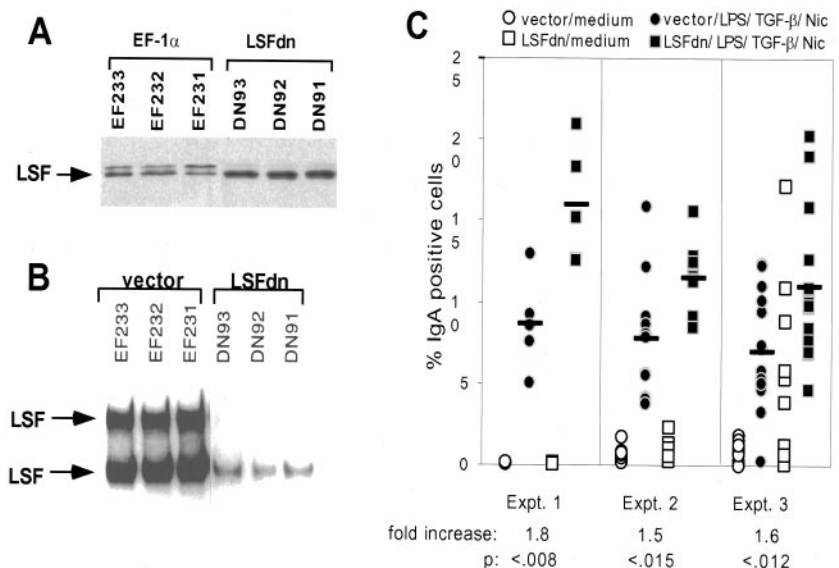 A
EF-1α LSFdn
EF233 EF232 EF231 DN93 DN92 DN91
LSF
B
vector LSFdn
EF233 EF232 EF231 DN93 DN92 DN91
LSF
LSF
C
vector/medium vector/LPS/ TGF-β/ Nic
LSFdn/medium LSFdn/ LPS/ TGF-β/ Nic
% IgA positive cells
2
5
2
0
1
5
1
0
5
0
Expt. 1 Expt. 2 Expt. 3
fold increase: 1.8 1.5 1.6
p: <.008 <.015 <.012